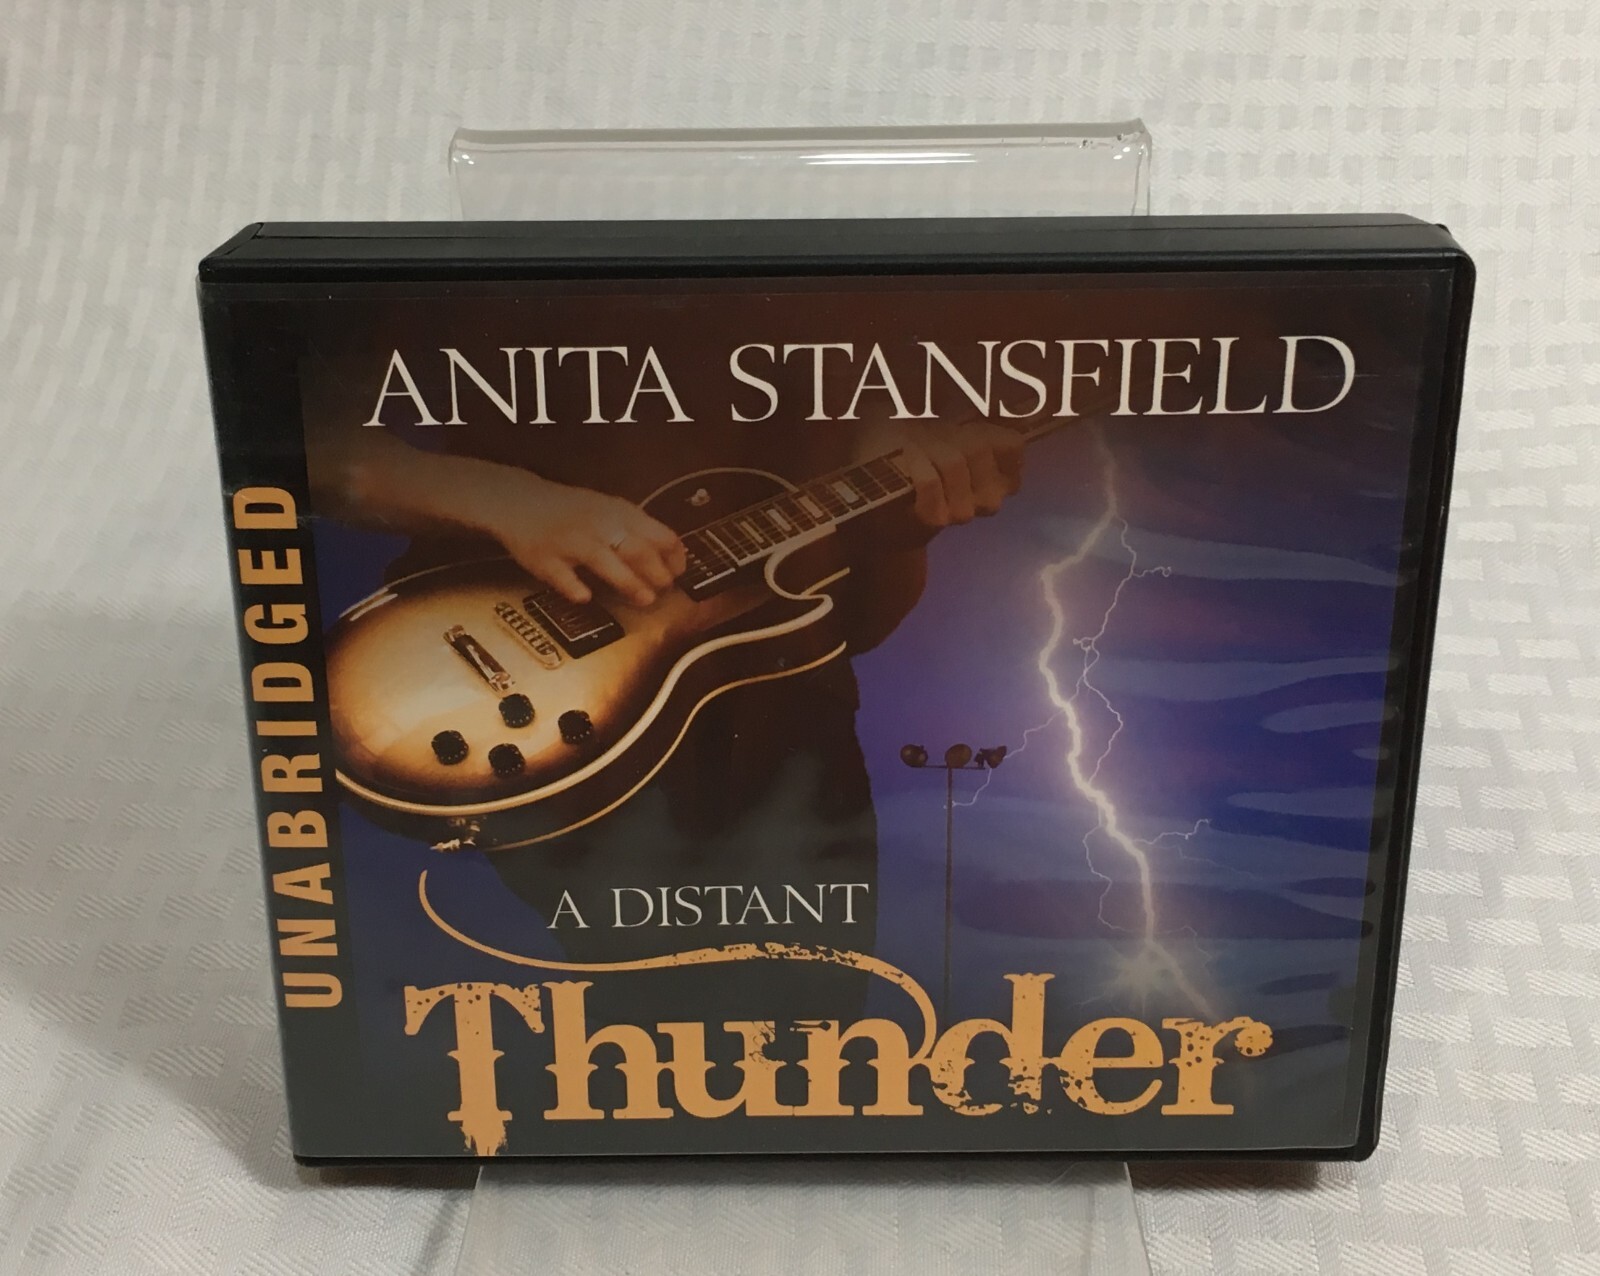 ANITA STANSFIELD
UNABRIDGED
A DISTANT
Thunder